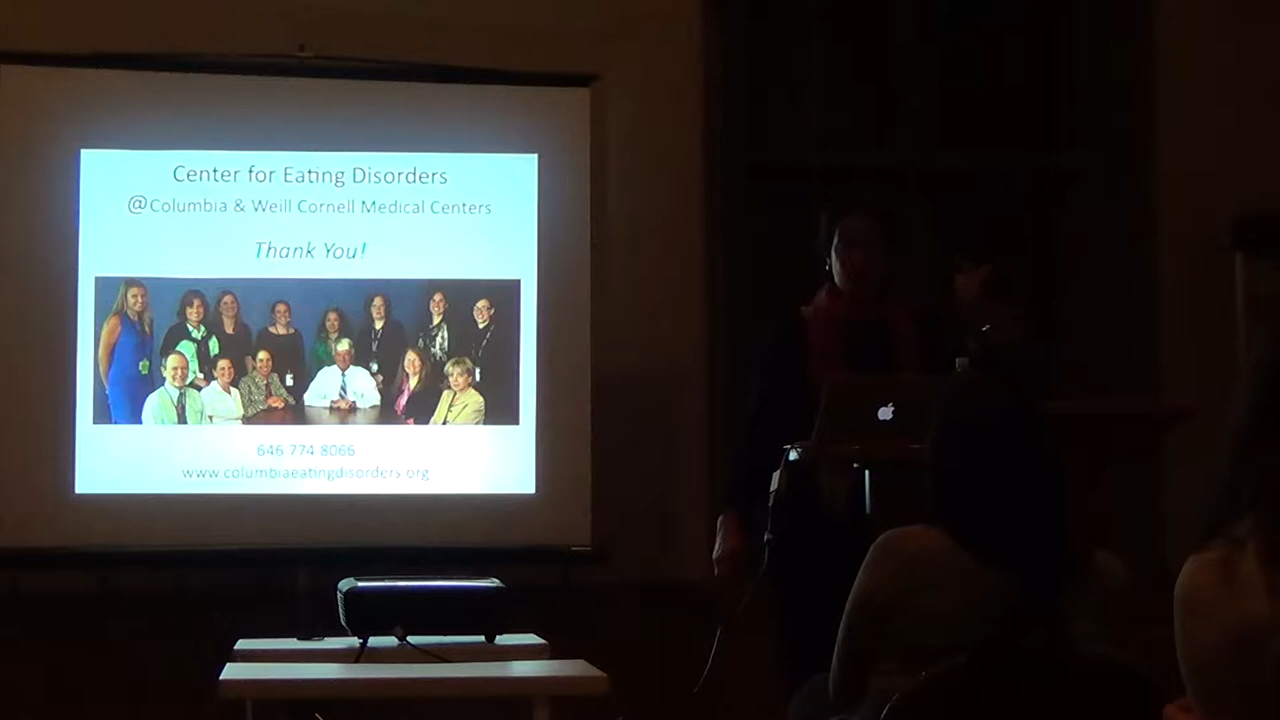 Center for Eating Disorders
@Columbia & Weill Cornell Medical Centers
Thank You!
646 774 8066
www.columbiaeatingdisorders.org